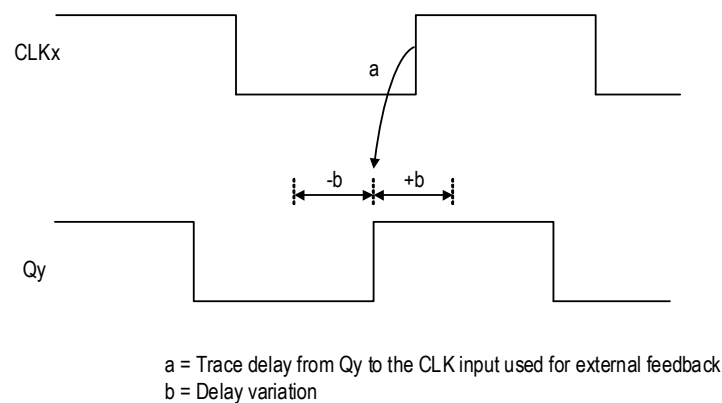 CLKx
a
-b
+b
Qy
a = Trace delay from Qy to the CLK input used for external feedback
b = Delay variation